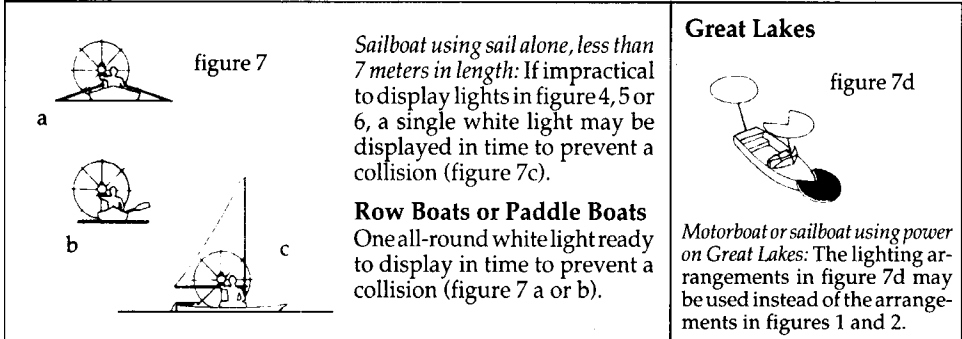 figure 7
a
b
c
Sailboat using sail alone, less than
7 meters in length: If impractical
to display lights in figure 4, 5 or
6, a single white light may be
displayed in time to prevent a
collision (figure 7c).
Row Boats or Paddle Boats
One all-round white light ready
to display in time to prevent a
collision (figure 7 a or b).
Great Lakes
figure 7d
Motorboat or sailboat using power
on Great Lakes: The lighting ar-
rangements in figure 7d may
be used instead of the arrange-
ments in figures 1 and 2.